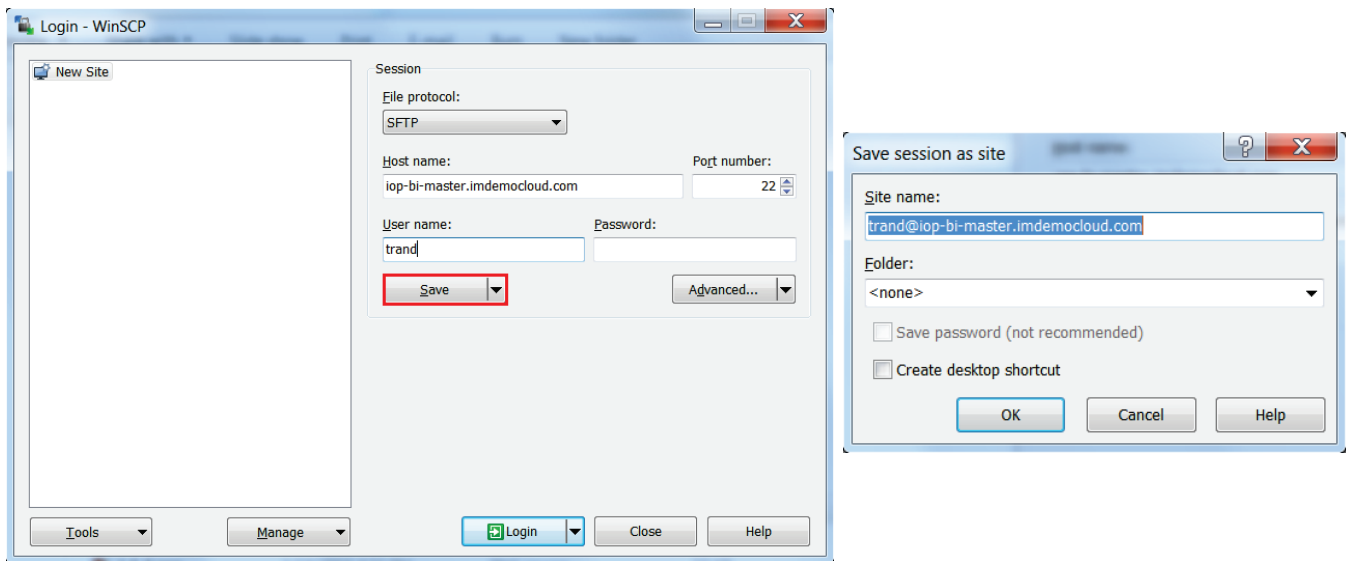 Login - WinSCP
New Site
Session
File protocol:
SFTP
Host name:
Port number:
iop-bi-master.imdemocloud.com
22
User name:
Password:
trand
Save
Advanced...
Tools
Manage
Login
Close
Help
Save session as site
Site name:
trand@iop-bi-master.imdemocloud.com
Folder:
<none>
Save password (not recommended)
Create desktop shortcut
OK
Cancel
Help